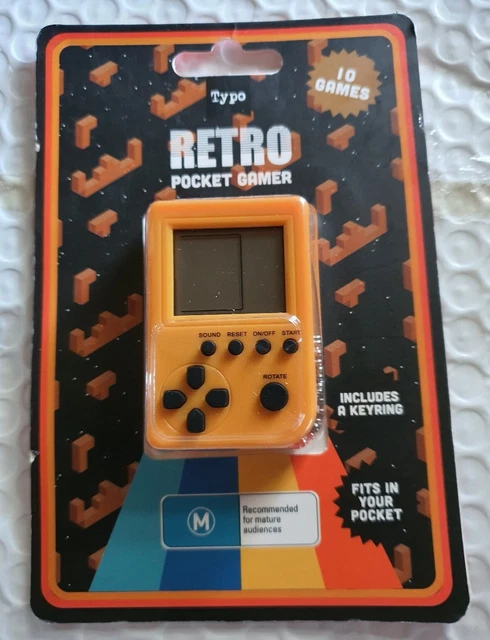 10
GAMES
Typo
RETRO
POCKET GAMER
SOUND RESET ON/OFF START
ROTATE
INCLUDES
A KEYRING
FITS IN
YOUR
POCKET
M
Recommended
for mature
audiences